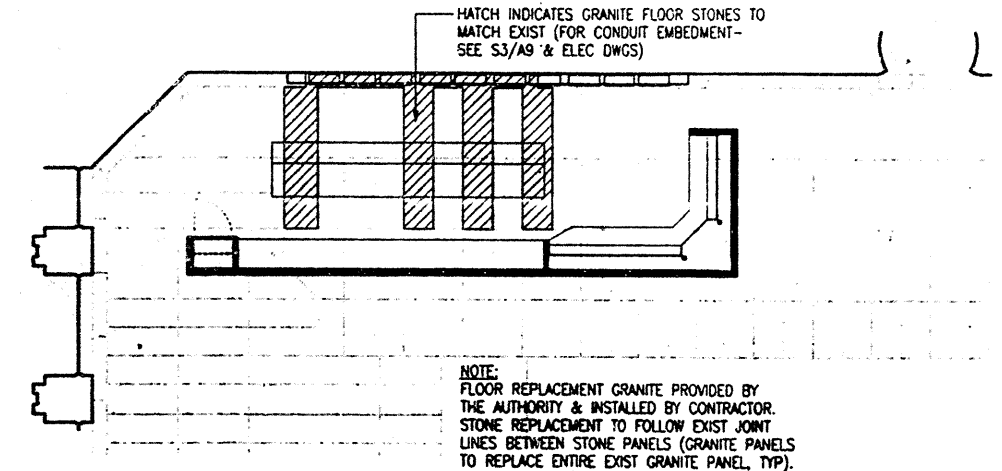 HATCH INDICATES GRANITE FLOOR STONES TO
MATCH EXIST (FOR CONDUIT EMBEDMENT-
SEE S3/A9 & ELEC DWGS)
NOTE:
FLOOR REPLACEMENT GRANITE PROVIDED BY
THE AUTHORITY & INSTALLED BY CONTRACTOR.
STONE REPLACEMENT TO FOLLOW EXIST JOINT
LINES BETWEEN STONE PANELS (GRANITE PANELS
TO REPLACE ENTIRE EXIST GRANITE PANEL, TYP).